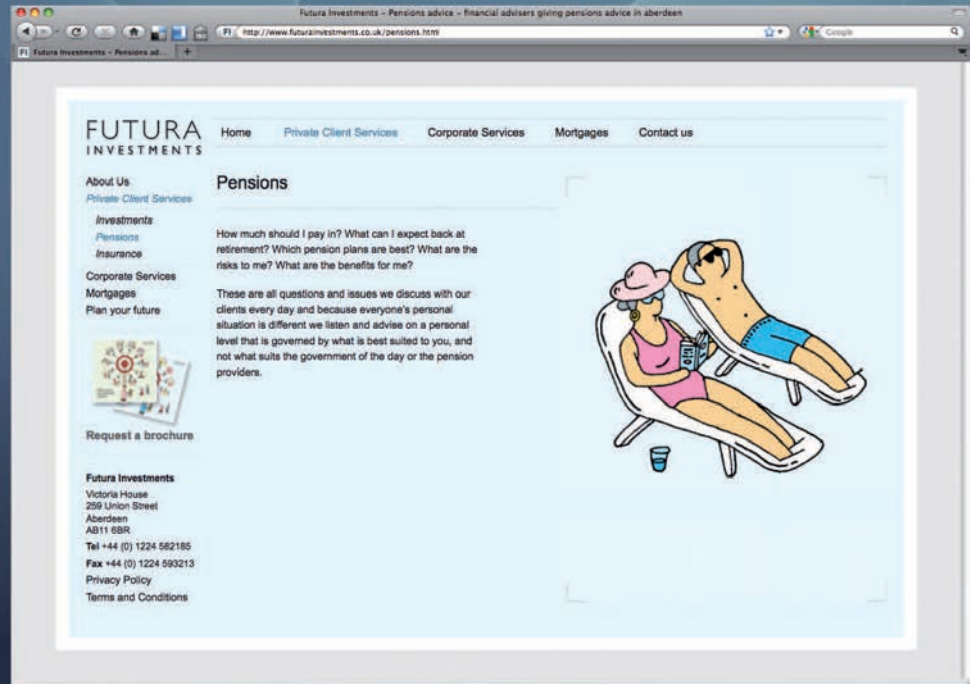 Futura Investments – Pensions advice – financial advisers giving pensions advice in aberdeen
FI http://www.futurainvestments.co.uk/pensions.html
Google
FI Futura Investments – Pensions ad...
FUTURA
INVESTMENTS
Home Private Client Services Corporate Services Mortgages Contact us
About Us
Private Client Services
Investments
Pensions
Insurance
Corporate Services
Mortgages
Plan your future
Request a brochure
Futura Investments
Victoria House
259 Union Street
Aberdeen
AB11 6BR
Tel +44 (0) 1224 582185
Fax +44 (0) 1224 593213
Privacy Policy
Terms and Conditions
Pensions
How much should I pay in? What can I expect back at
retirement? Which pension plans are best? What are the
risks to me? What are the benefits for me?
These are all questions and issues we discuss with our
clients every day and because everyone's personal
situation is different we listen and advise on a personal
level that is governed by what is best suited to you, and
not what suits the government of the day or the pension
providers.